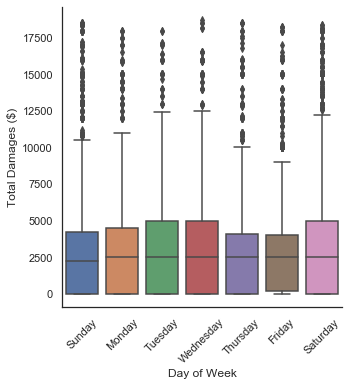 Total Damages ($)
17500
15000
12500
10000
7500
5000
2500
0
Sunday
Monday
Tuesday
Wednesday
Thursday
Friday
Saturday
Day of Week